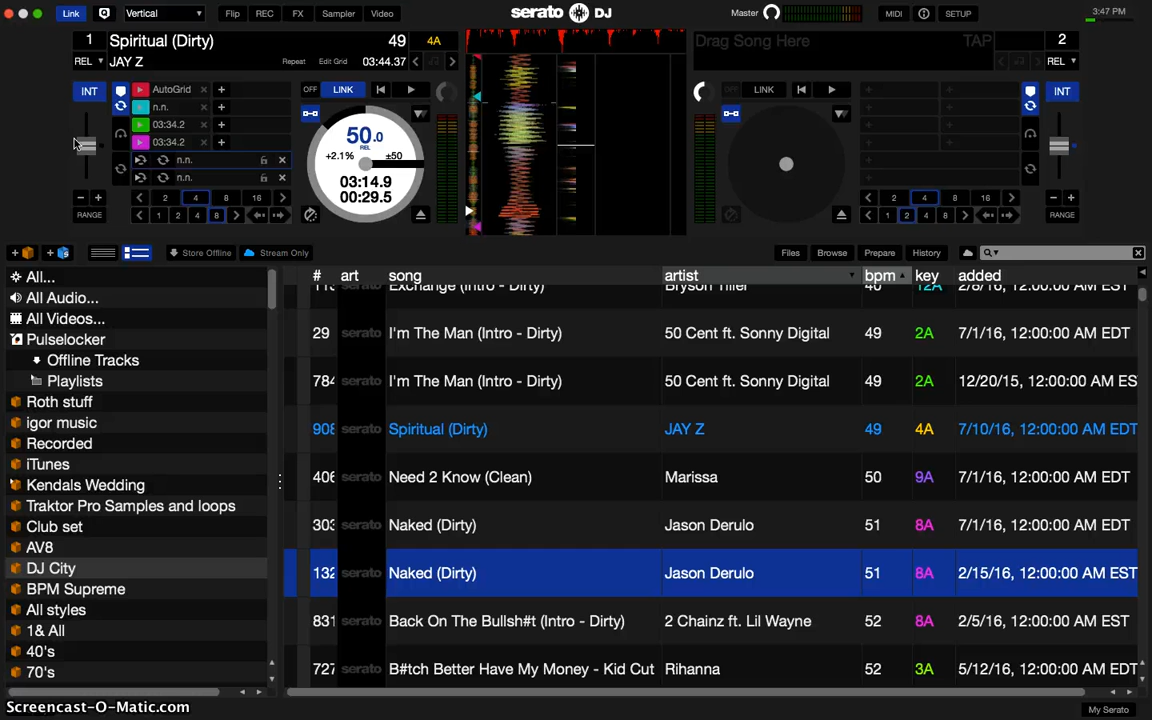 Link Vertical Flip REC FX Sampler Video serato DJ Master MIDI SETUP 3:47 PM
1 Spiritual (Dirty) 49 4A
REL JAY Z Repeat Edit Grid 03:44.37
Drag Song Here TAP 2
REL
INT AutoGrid OFF LINK
n.n.
03:34.2
03:34.2
n.n.
n.n.
50.0
REL
+2.1% ±50
03:14.9
00:29.5
2 4 8 16
1 2 4 8
RANGE
OFF LINK INT
2 4 8 16
1 2 4 8
RANGE
Store Offline Stream Only Files Browse Prepare History
All...
All Audio...
All Videos...
Pulselocker
Offline Tracks
Playlists
Roth stuff
igor music
Recorded
iTunes
Kendals Wedding
Traktor Pro Samples and loops
Club set
AV8
DJ City
BPM Supreme
All styles
1& All
40's
70's
# art song artist bpm key added
serato Exchange (Intro - Dirty) Bryson Tiller 40 12A 2/8/16, 12:00:00 AM EST
29 serato I'm The Man (Intro - Dirty) 50 Cent ft. Sonny Digital 49 2A 7/1/16, 12:00:00 AM EDT
784 serato I'm The Man (Intro - Dirty) 50 Cent ft. Sonny Digital 49 2A 12/20/15, 12:00:00 AM ES
908 serato Spiritual (Dirty) JAY Z 49 4A 7/10/16, 12:00:00 AM EDT
406 serato Need 2 Know (Clean) Marissa 50 9A 7/1/16, 12:00:00 AM EDT
303 serato Naked (Dirty) Jason Derulo 51 8A 7/1/16, 12:00:00 AM EDT
132 serato Naked (Dirty) Jason Derulo 51 8A 2/15/16, 12:00:00 AM EST
831 serato Back On The Bullsh#t (Intro - Dirty) 2 Chainz ft. Lil Wayne 52 8A 2/5/16, 12:00:00 AM EST
727 serato B#tch Better Have My Money - Kid Cut Rihanna 52 3A 5/12/16, 12:00:00 AM EDT
Screencast-O-Matic.com
My Serato